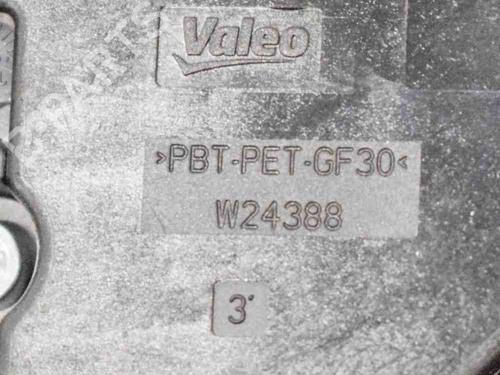 Valeo
>PBT-PET-GF30<
W24388
3